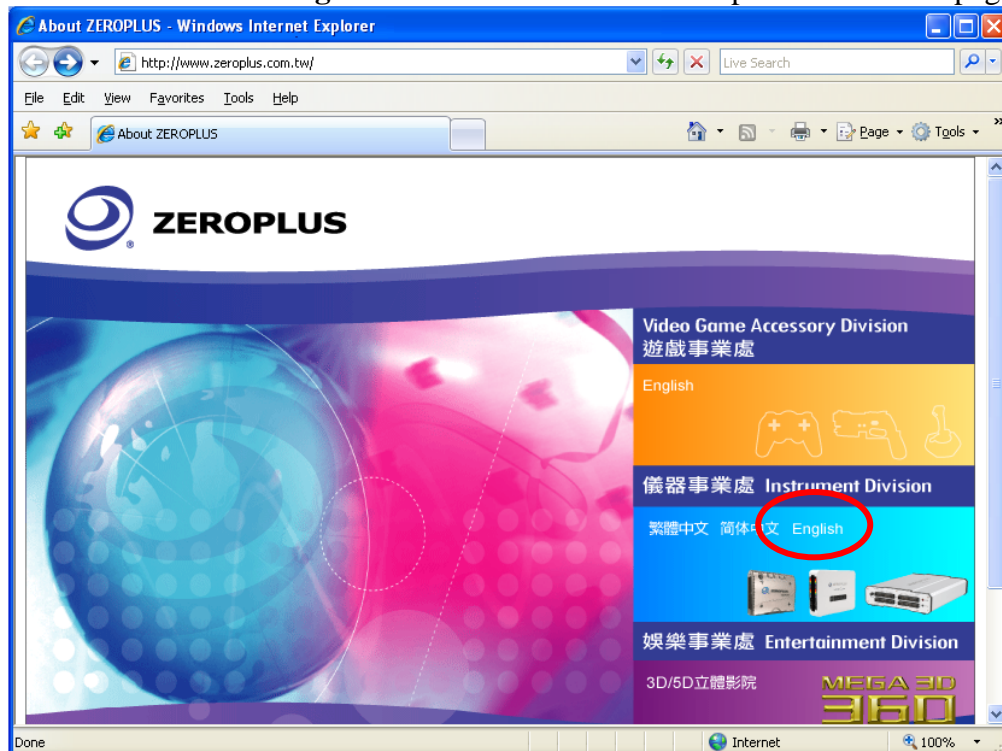 About ZEROPLUS - Windows Internet Explorer
http://www.zeroplus.com.tw/
Live Search
File Edit View Favorites Tools Help
About ZEROPLUS
Page Tools
ZEROPLUS
Video Game Accessory Division
遊戲事業處
English
儀器事業處 Instrument Division
繁體中文 简体中文 English
娛樂事業處 Entertainment Division
3D/5D立體影院 MEGA 3D
360
Done Internet 100%